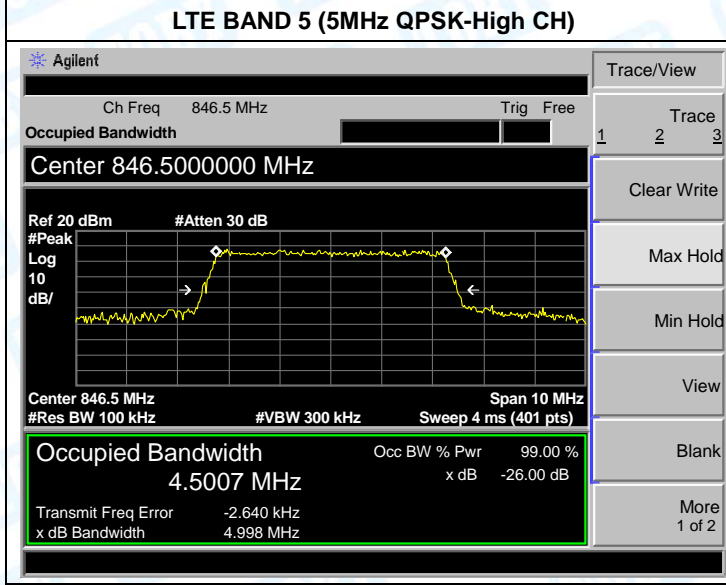 LTE BAND 5 (5MHz QPSK-High CH)
Agilent
Trace/View
Ch Freq 846.5 MHz Trig Free
Occupied Bandwidth
Trace
1 2 3
Center 846.5000000 MHz
Clear Write
Ref 20 dBm #Atten 30 dB
#Peak
Log
10
dB/
Max Hold
Min Hold
View
Center 846.5 MHz Span 10 MHz
#Res BW 100 kHz #VBW 300 kHz Sweep 4 ms (401 pts)
Occupied Bandwidth
4.5007 MHz
Occ BW % Pwr 99.00 %
x dB -26.00 dB
Blank
Transmit Freq Error -2.640 kHz
x dB Bandwidth 4.998 MHz
More
1 of 2